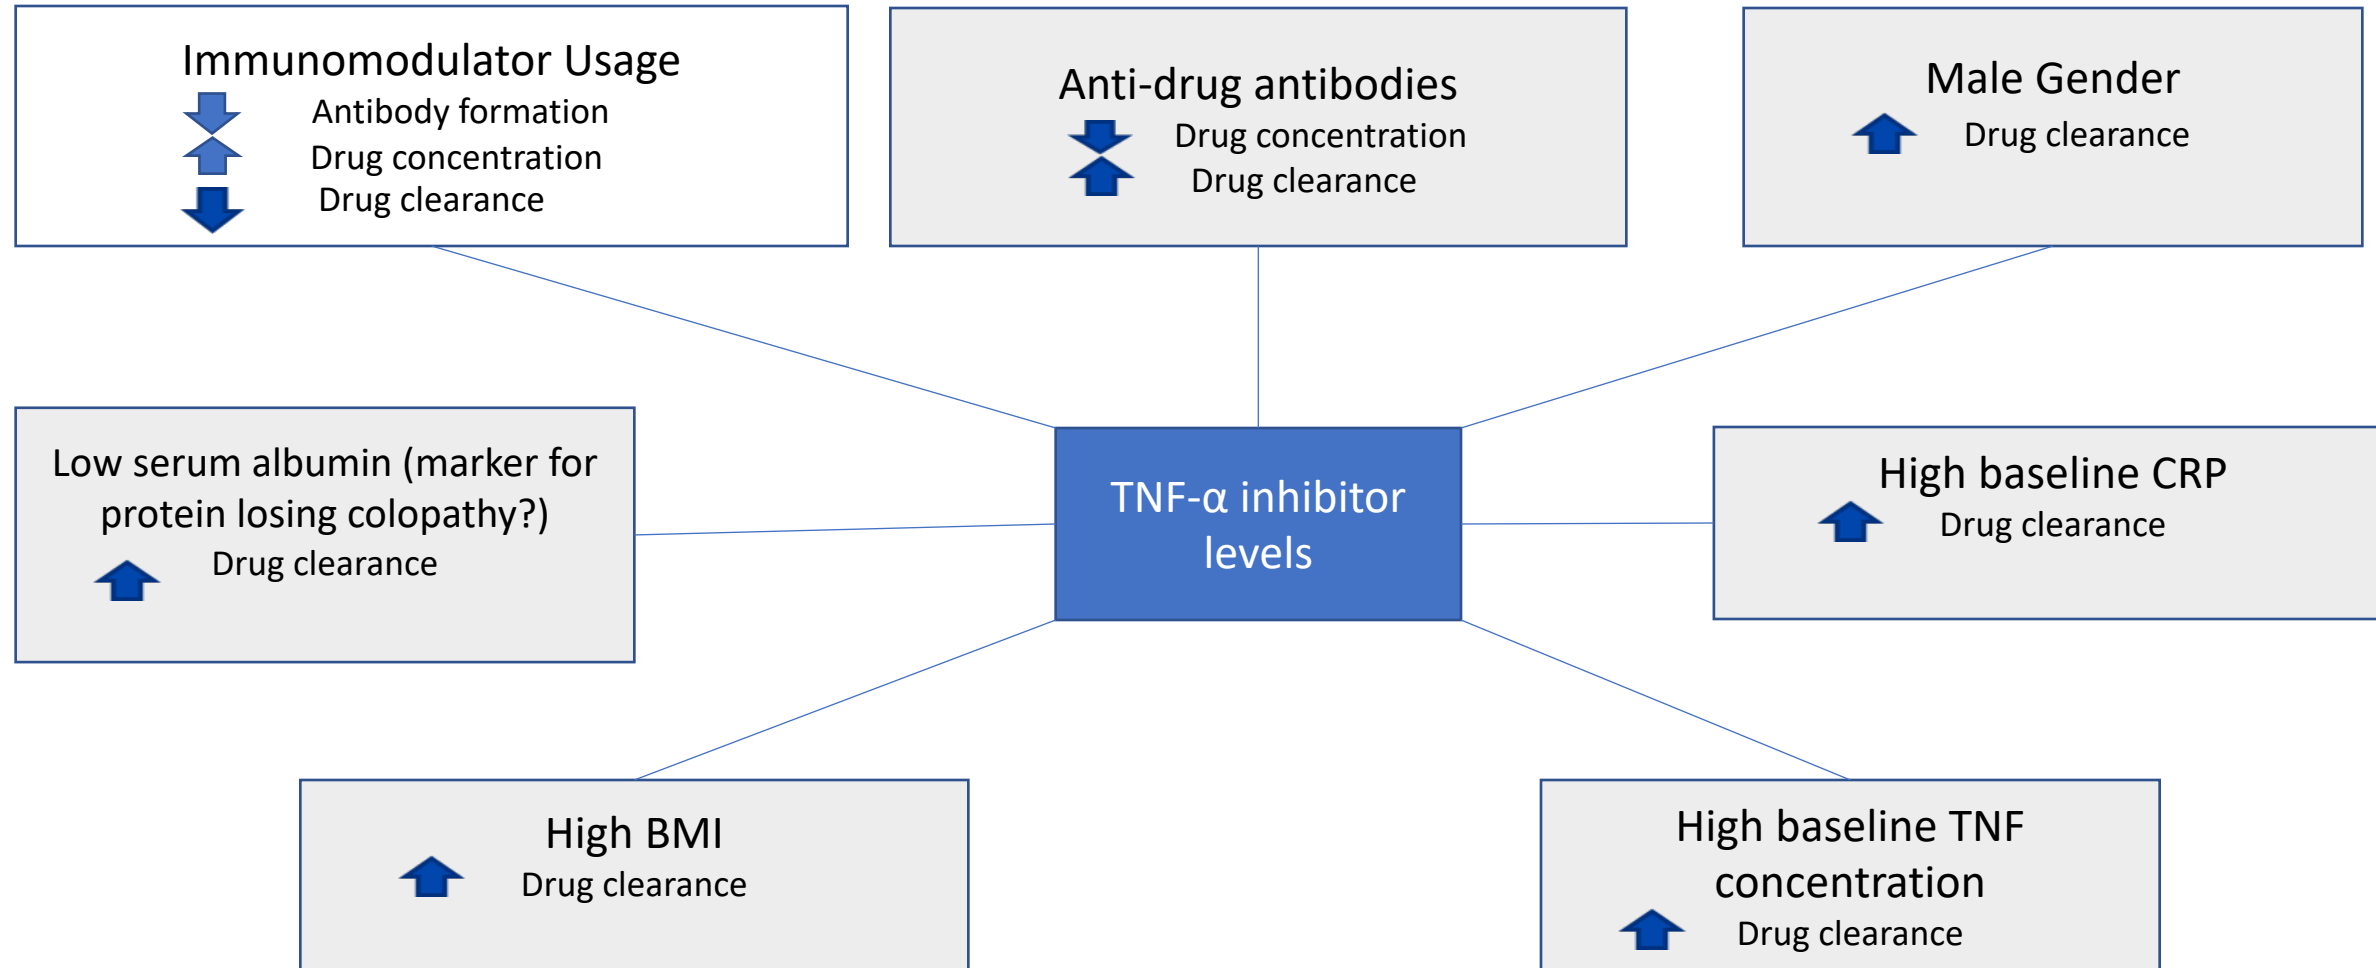 Immunomodulator Usage
Antibody formation
Drug concentration
Drug clearance
Anti-drug antibodies
Drug concentration
Drug clearance
Male Gender
Drug clearance
Low serum albumin (marker for
protein losing colopathy?)
Drug clearance
TNF-α inhibitor
levels
High baseline CRP
Drug clearance
High BMI
Drug clearance
High baseline TNF
concentration
Drug clearance